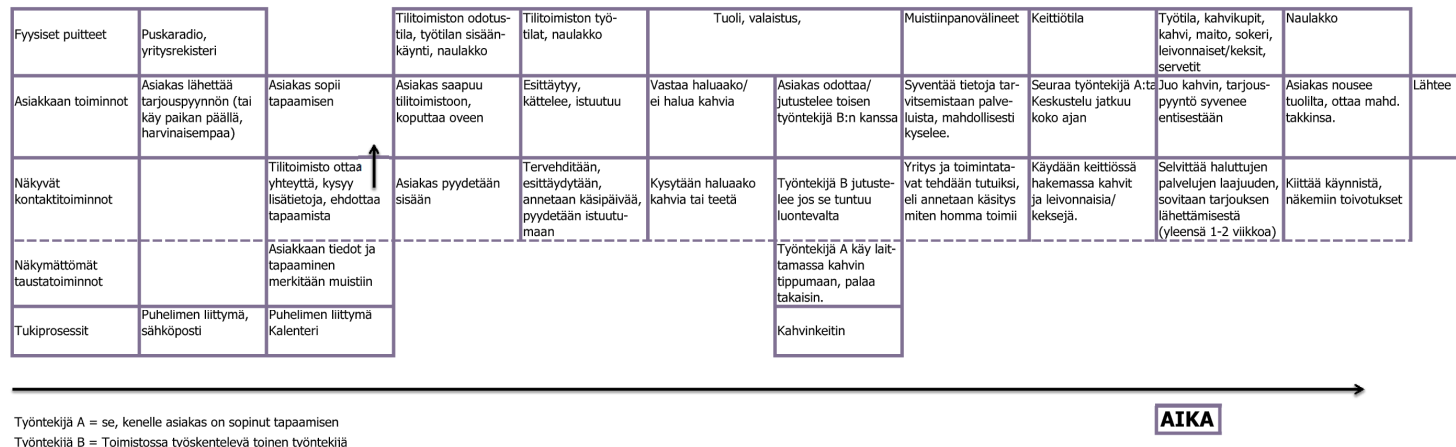 Fyysiset puitteet
Puskaradio,
yritysrekisteri
Tilitoimiston odotus-
tila, työtilan sisään-
käynti, naulakko
Tilitoimiston työ-
tilat, naulakko
Tuoli, valaistus,
Muistiinpanovälineet
Keittiötila
Työtila, kahvikupit,
kahvi, maito, sokeri,
leivonnaiset/keksit,
servetit
Naulakko
Asiakkaan toiminnot
Asiakas lähettää
tarjouspyynnön (tai
käy paikan päällä,
harvinaisempaa)
Asiakas sopii
tapaamisen
Asiakas saapuu
tilitoimistoon,
koputtaa oveen
Esittäytyy,
kättelee, istuutuu
Vastaa haluaako/
ei halua kahvia
Asiakas odottaa/
jutustelee toisen
työntekijä B:n kanssa
Syventää tietoja tar-
vitsemistaan palve-
luista, mahdollisesti
kyselee.
Seuraa työntekijä A:ta
Keskustelu jatkuu
koko ajan
Juo kahvin, tarjous-
pyyntö syvenee
entisestään
Asiakas nousee
tuolilta, ottaa mahd.
takkinsa.
Lähtee
Näkyvät
kontaktitoiminnot
Tilitoimisto ottaa
yhteyttä, kysyy
lisätietoja, ehdottaa
tapaamista
Asiakas pyydetään
sisään
Tervehditään,
esittäydytään,
annetaan käsipäivää,
pyydetään istuutu-
maan
Kysytään haluaako
kahvia tai teetä
Työntekijä B jutuste-
lee jos se tuntuu
luontevalta
Yritys ja toimintata-
vat tehdään tutuiksi,
eli annetaan käsitys
miten homma toimii
Käydään keittiössä
hakemassa kahvit
ja leivonnaisia/
keksejä.
Selvittää haluttujen
palvelujen laajuuden,
sovitaan tarjouksen
lähettämisestä
(yleensä 1-2 viikkoa)
Kiittää käynnistä,
näkemiin toivotukset
Näkymättömät
taustatoiminnot
Asiakkaan tiedot ja
tapaaminen
merkitään muistiin
Työntekijä A käy lait-
tamassa kahvin
tippumaan, palaa
takaisin.
Tukiprosessit
Puhelimen liittymä,
sähköposti
Puhelimen liittymä
Kalenteri
Kahvinkeitin
AIKA
Työntekijä A = se, kenelle asiakas on sopinut tapaamisen
Työntekijä B = Toimistossa työskentelevä toinen työntekijä